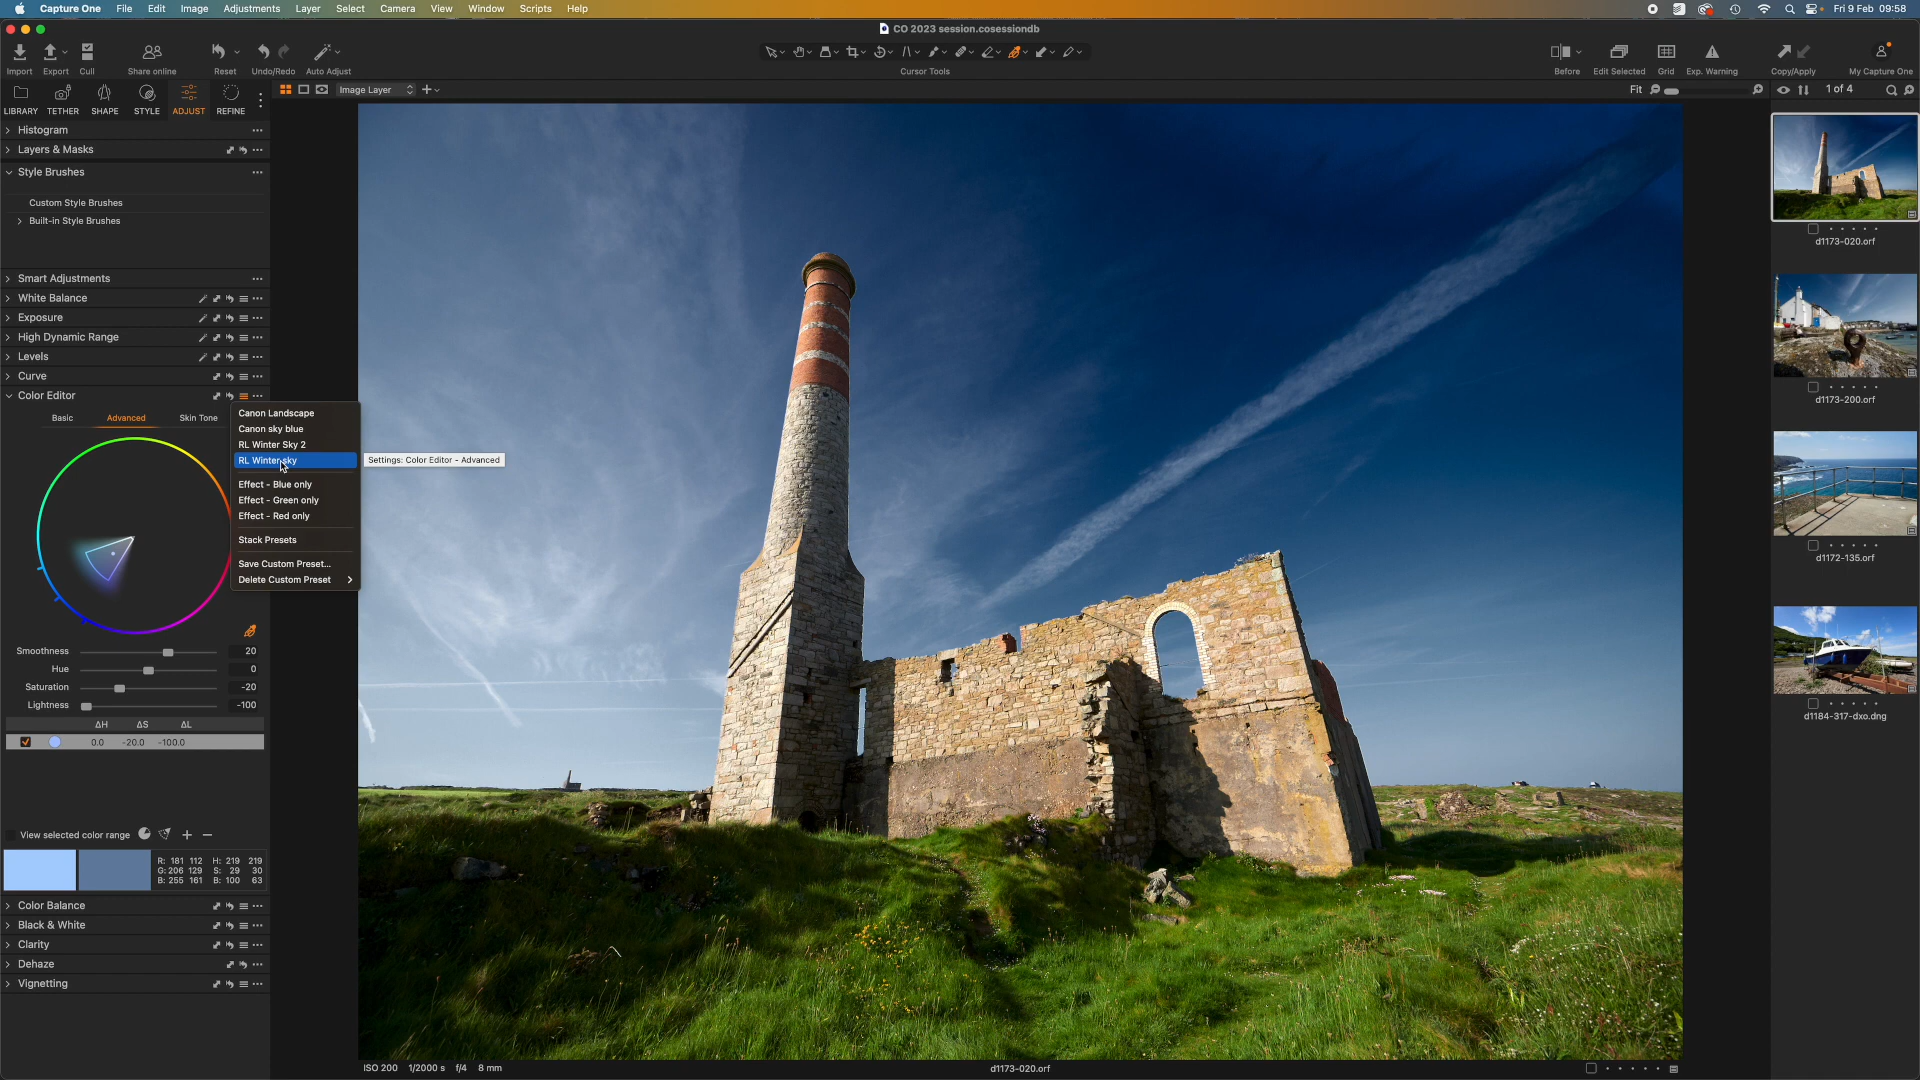 Capture One File Edit Image Adjustments Layer Select Camera View Window Scripts Help Fri 9 Feb 09:58
CO 2023 session.cosessiondb
Import Export Cull Share online Reset Undo/Redo Auto Adjust Cursor Tools Before Edit Selected Grid Exp. Warning Copy/Apply My Capture One
LIBRARY TETHER SHAPE STYLE ADJUST REFINE Image Layer Fit 1 of 4
Histogram
Layers & Masks
Style Brushes
Custom Style Brushes
Built-in Style Brushes
Smart Adjustments
White Balance
Exposure
High Dynamic Range
Levels
Curve
Color Editor
Basic Advanced Skin Tone
Canon Landscape
Canon sky blue
RL Winter Sky 2
RL Winter sky
Settings: Color Editor - Advanced
Effect - Blue only
Effect - Green only
Effect - Red only
Stack Presets
Save Custom Preset...
Delete Custom Preset
Smoothness 20
Hue 0
Saturation -20
Lightness -100
ΔH ΔS ΔL
0.0 -20.0 -100.0
View selected color range
R: 181 112 H: 219 219
G: 206 129 S: 29 30
B: 255 161 B: 100 63
Color Balance
Black & White
Clarity
Dehaze
Vignetting
ISO 200 1/2000 s f/4 8 mm d1173-020.orf
d1173-020.orf
d1173-200.orf
d1172-135.orf
d1184-317-dxo.dng